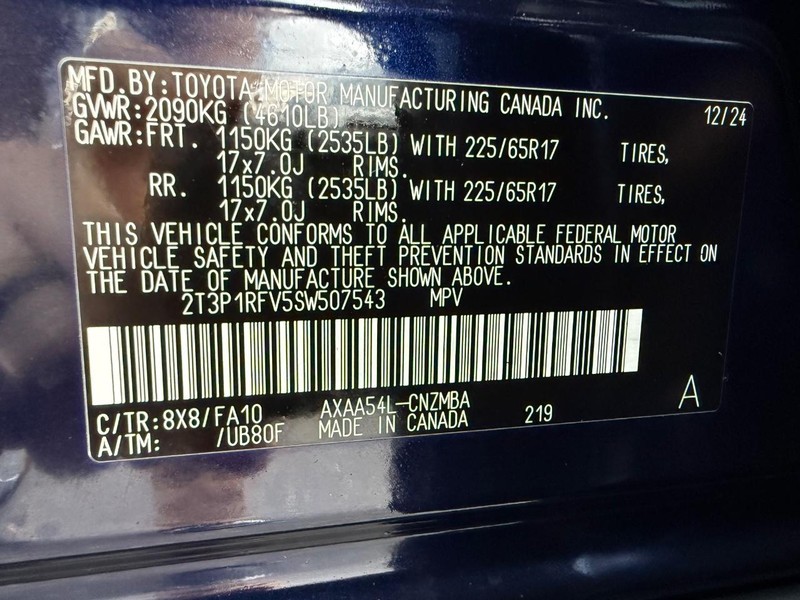 MFD.BY:TOYOTA MOTOR MANUFACTURING CANADA INC. 12/24
GVWR:2090KG (4610LB)
GAWR:FRT. 1150KG (2535LB) WITH 225/65R17 TIRES,
17x7.0J RIMS.
RR. 1150KG (2535LB) WITH 225/65R17 TIRES,
17x7.0J RIMS.
THIS VEHICLE CONFORMS TO ALL APPLICABLE FEDERAL MOTOR
VEHICLE SAFETY AND THEFT PREVENTION STANDARDS IN EFFECT ON
THE DATE OF MANUFACTURE SHOWN ABOVE.
2T3P1RFV5SW507543 MPV
C/TR:8X8/FA10 AXAA54L-CNZMBA 219 A
A/TM: /UB80F MADE IN CANADA